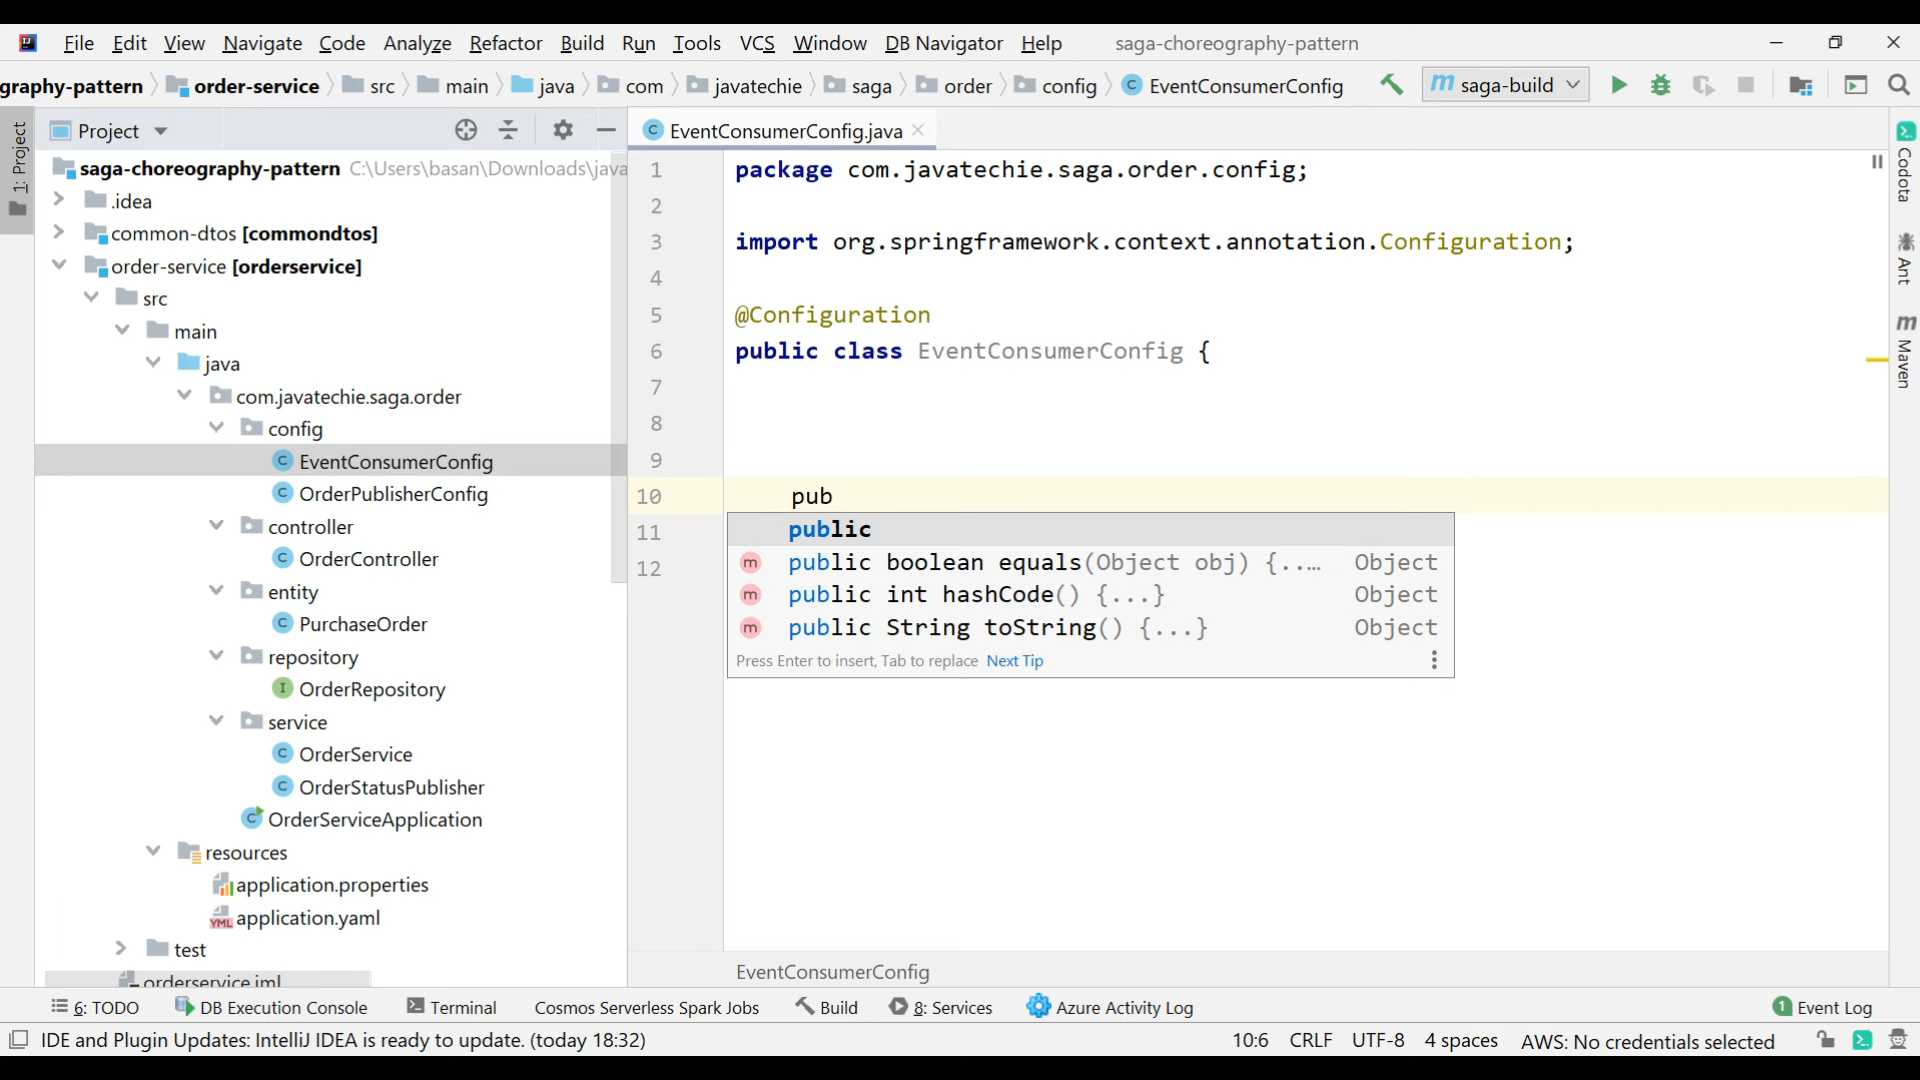 File Edit View Navigate Code Analyze Refactor Build Run Tools VCS Window DB Navigator Help saga-choreography-pattern
graphy-pattern order-service src main java com javatechie saga order config EventConsumerConfig saga-build
1: Project
Project
EventConsumerConfig.java
saga-choreography-pattern C:\Users\basan\Downloads\java
.idea
common-dtos [commondtos]
order-service [orderservice]
src
main
java
com.javatechie.saga.order
config
EventConsumerConfig
OrderPublisherConfig
controller
OrderController
entity
PurchaseOrder
repository
OrderRepository
service
OrderService
OrderStatusPublisher
OrderServiceApplication
resources
application.properties
application.yaml
test
orderservice.iml
1 package com.javatechie.saga.order.config;
2
3 import org.springframework.context.annotation.Configuration;
4
5 @Configuration
6 public class EventConsumerConfig {
7
8
9
10 pub
11
12
public
public boolean equals(Object obj) {..… Object
public int hashCode() {...} Object
public String toString() {...} Object
Press Enter to insert, Tab to replace Next Tip
EventConsumerConfig
Codota
Ant
Maven
6: TODO DB Execution Console Terminal Cosmos Serverless Spark Jobs Build 8: Services Azure Activity Log 1 Event Log
IDE and Plugin Updates: IntelliJ IDEA is ready to update. (today 18:32) 10:6 CRLF UTF-8 4 spaces AWS: No credentials selected